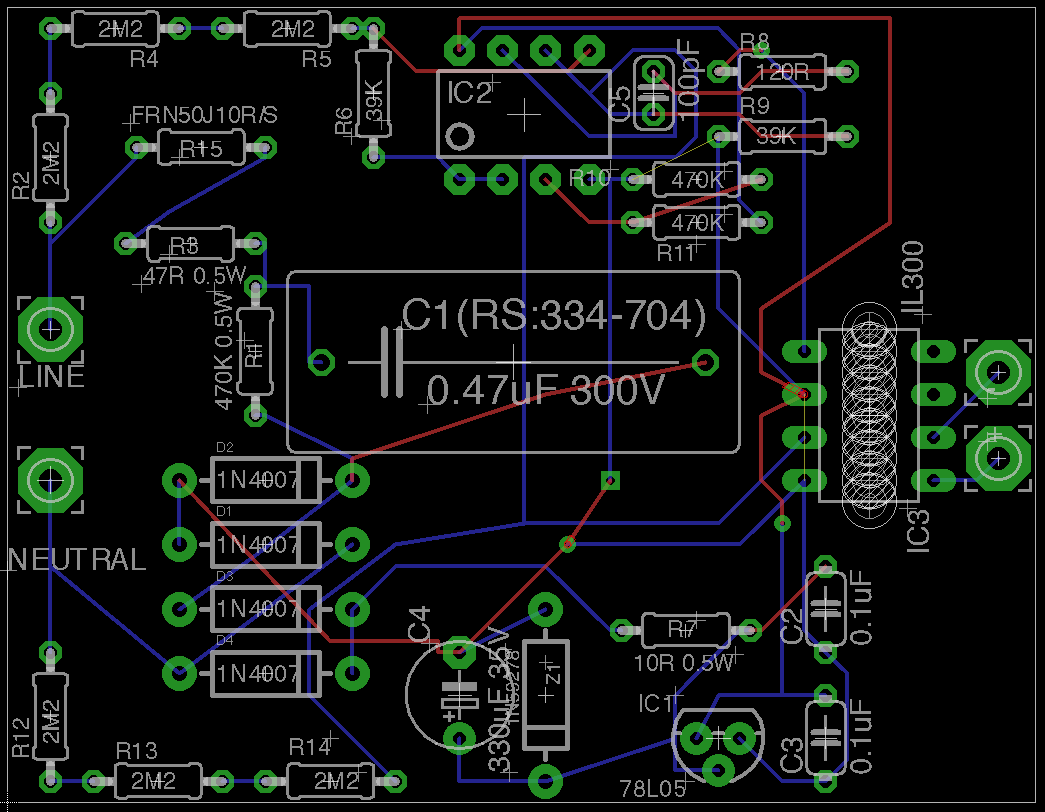 2M2
R4
2M2
R5
R6
39K
IC2
C5
100pF
R8
120R
R9
39K
R10
470K
470K
R11
R2
2M2
FRN50J10R/S
R15
R3
47R 0.5W
470K 0.5W
R1
C1(RS:334-704)
0.47uF 300V
IL300
IC3
LINE
NEUTRAL
D2
1N4007
D1
1N4007
D3
1N4007
D4
1N4007
C4
330uF 35V
Z1
R7
10R 0.5W
C2
0.1uF
IC1
78L05
C3
0.1uF
R12
2M2
R13
2M2
R14
2M2